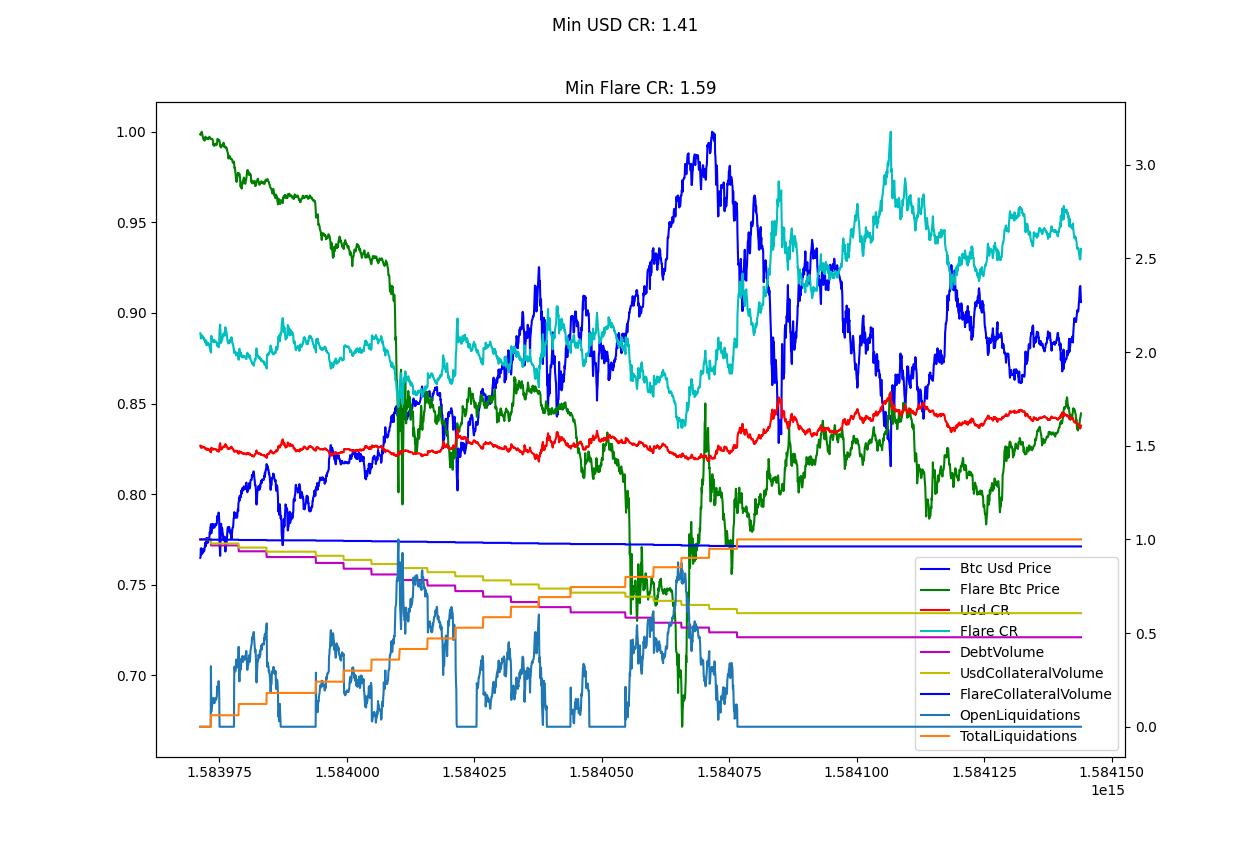 Min USD CR: 1.41
Min Flare CR: 1.59
1.00
0.95
0.90
0.85
0.80
0.75
0.70
3.0
2.5
2.0
1.5
1.0
0.5
0.0
Btc Usd Price
Flare Btc Price
Usd CR
Flare CR
DebtVolume
UsdCollateralVolume
FlareCollateralVolume
OpenLiquidations
TotalLiquidations
1.583975 1.584000 1.584025 1.584050 1.584075 1.584100 1.584125 1.584150
1e15